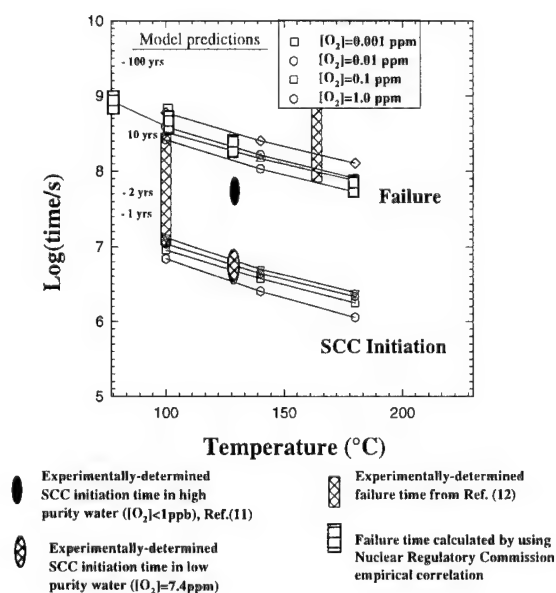 Model predictions
- 100 yrs
10 yrs
- 2 yrs
- 1 yrs
[O2]=0.001 ppm
[O2]=0.01 ppm
[O2]=0.1 ppm
[O2]=1.0 ppm
Failure
SCC Initiation
10
9
8
7
6
5
Log(time/s)
100
150
200
Temperature (°C)
Experimentally-determined
SCC initiation time in high
purity water ([O2]<1ppb), Ref.(11)
Experimentally-determined
SCC initiation time in low
purity water ([O2]=7.4ppm)
Experimentally-determined
failure time from Ref. (12)
Failure time calculated by using
Nuclear Regulatory Commission
empirical correlation